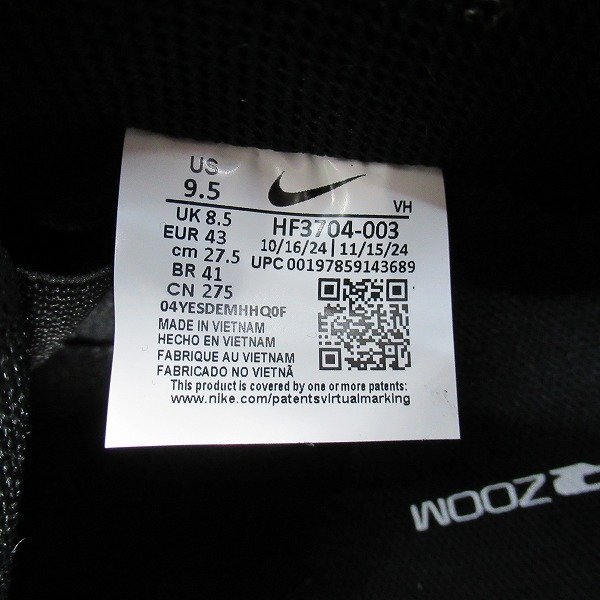 US
9.5
UK 8.5
EUR 43
cm 27.5
BR 41
CN 275
VH
HF3704-003
10/16/24 | 11/15/24
UPC 00197859143689
04YESDEMHHQ0F
MADE IN VIETNAM
HECHO EN VIETNAM
FABRIQUE AU VIETNAM
FABRICADO NO VIETNÃ
This product is covered by one or more patents:
www.nike.com/patentsvirtualmarking
ZOOM